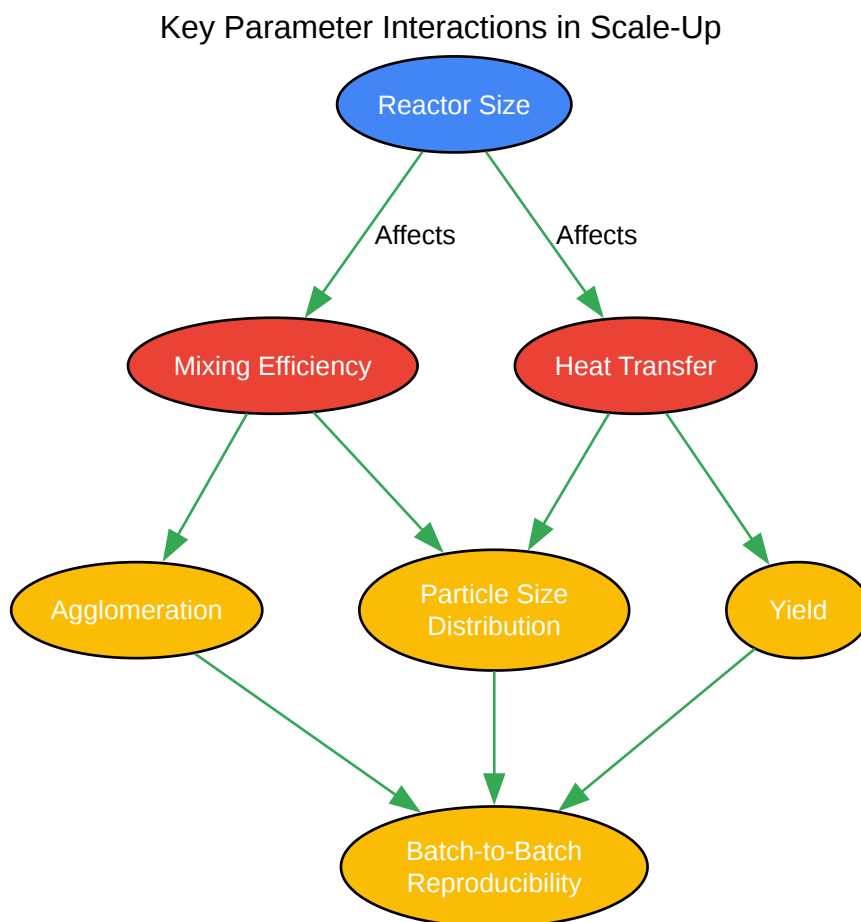 Key Parameter Interactions in Scale-Up
Reactor Size
Affects
Affects
Mixing Efficiency
Heat Transfer
Agglomeration
Particle Size
Distribution
Yield
Batch-to-Batch
Reproducibility